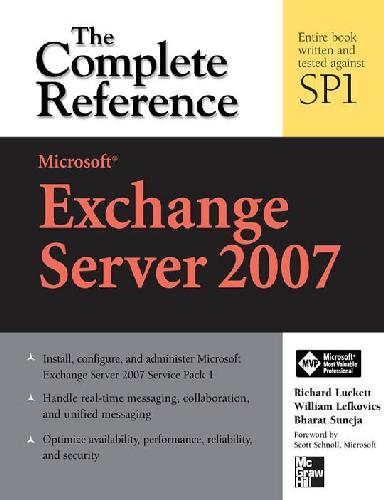 The
Complete
Reference
Entire book
written and
tested against
SP1
Microsoft®
Exchange
Server 2007
Install, configure, and administer Microsoft
Exchange Server 2007 Service Pack 1
Handle real-time messaging, collaboration,
and unified messaging
Optimize availability, performance, reliability,
and security
MVP
Microsoft®
Most Valuable
Professional
Richard Luckett
William Lefkovics
Bharat Suneja
Foreword by
Scott Schnoll, Microsoft
Mc
Graw
Hill